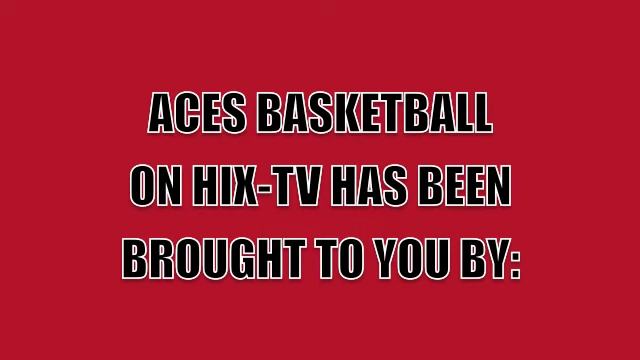 ACES BASKETBALL
ON HIX-TV HAS BEEN
BROUGHT TO YOU BY: